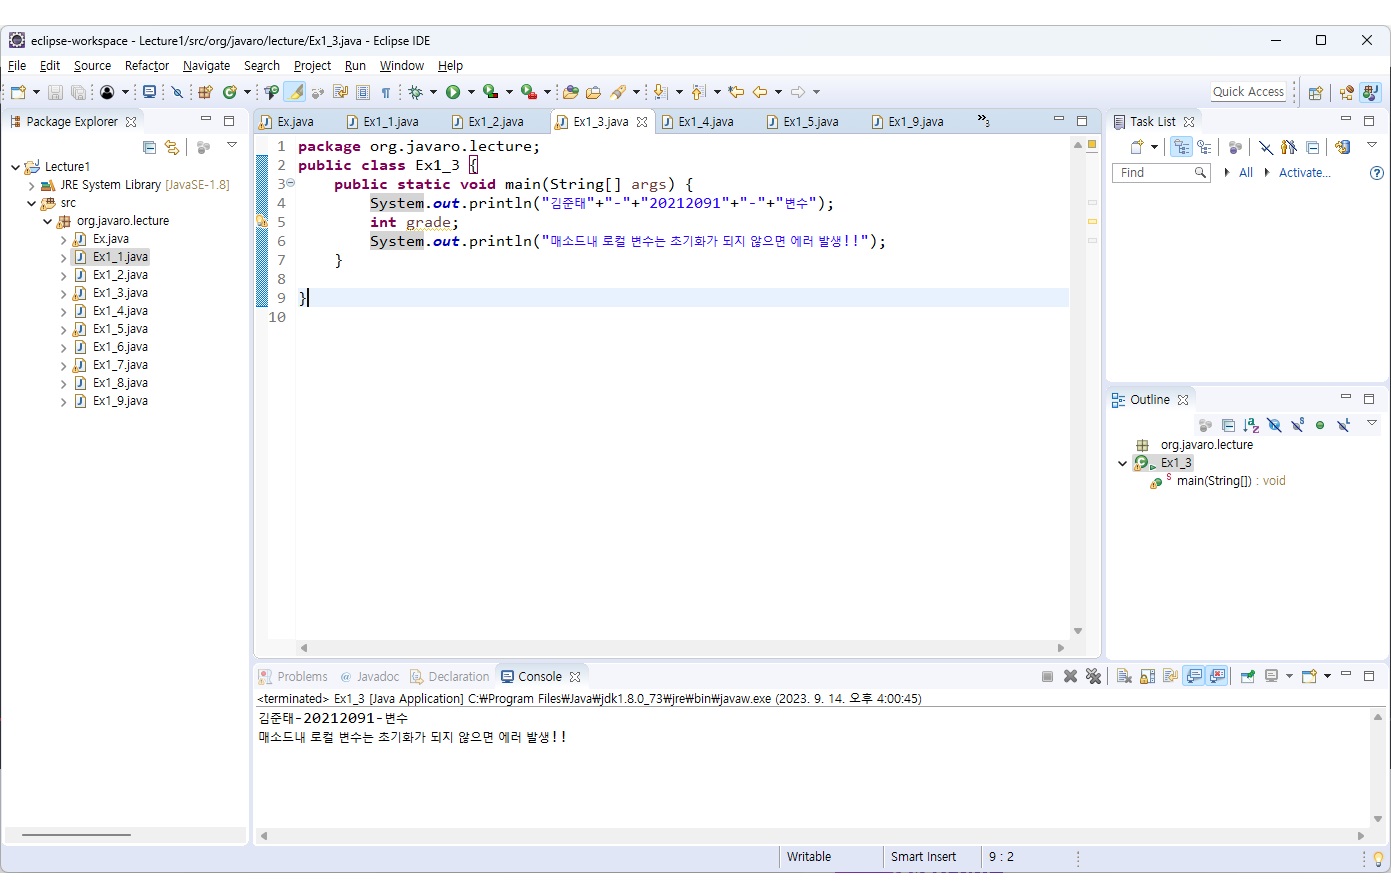 eclipse-workspace - Lecture1/src/org/javaro/lecture/Ex1_3.java - Eclipse IDE
File Edit Source Refactor Navigate Search Project Run Window Help
Quick Access
Package Explorer
Lecture1
JRE System Library [JavaSE-1.8]
src
org.javaro.lecture
Ex.java
Ex1_1.java
Ex1_2.java
Ex1_3.java
Ex1_4.java
Ex1_5.java
Ex1_6.java
Ex1_7.java
Ex1_8.java
Ex1_9.java
Ex.java Ex1_1.java Ex1_2.java Ex1_3.java Ex1_4.java Ex1_5.java Ex1_9.java »3
1 package org.javaro.lecture;
2 public class Ex1_3 {
3 public static void main(String[] args) {
4 System.out.println("김준태"+"-"+"20212091"+"-"+"변수");
5 int grade;
6 System.out.println("매소드내 로컬 변수는 초기화가 되지 않으면 에러 발생!!");
7 }
8
9 }
10
Task List
Find All Activate...
Outline
org.javaro.lecture
Ex1_3
main(String[]) : void
Problems @ Javadoc Declaration Console
<terminated> Ex1_3 [Java Application] C:₩Program Files₩Java₩jdk1.8.0_73₩jre₩bin₩javaw.exe (2023. 9. 14. 오후 4:00:45)
김준태-20212091-변수
매소드내 로컬 변수는 초기화가 되지 않으면 에러 발생!!
Writable Smart Insert 9 : 2